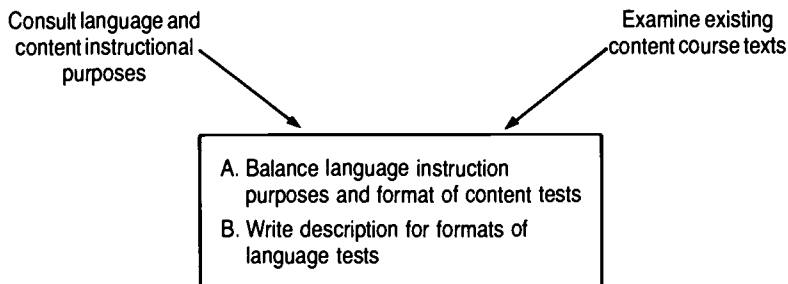 Consult language and
content instructional
purposes
Examine existing
content course texts
A. Balance language instruction
purposes and format of content tests
B. Write description for formats of
language tests